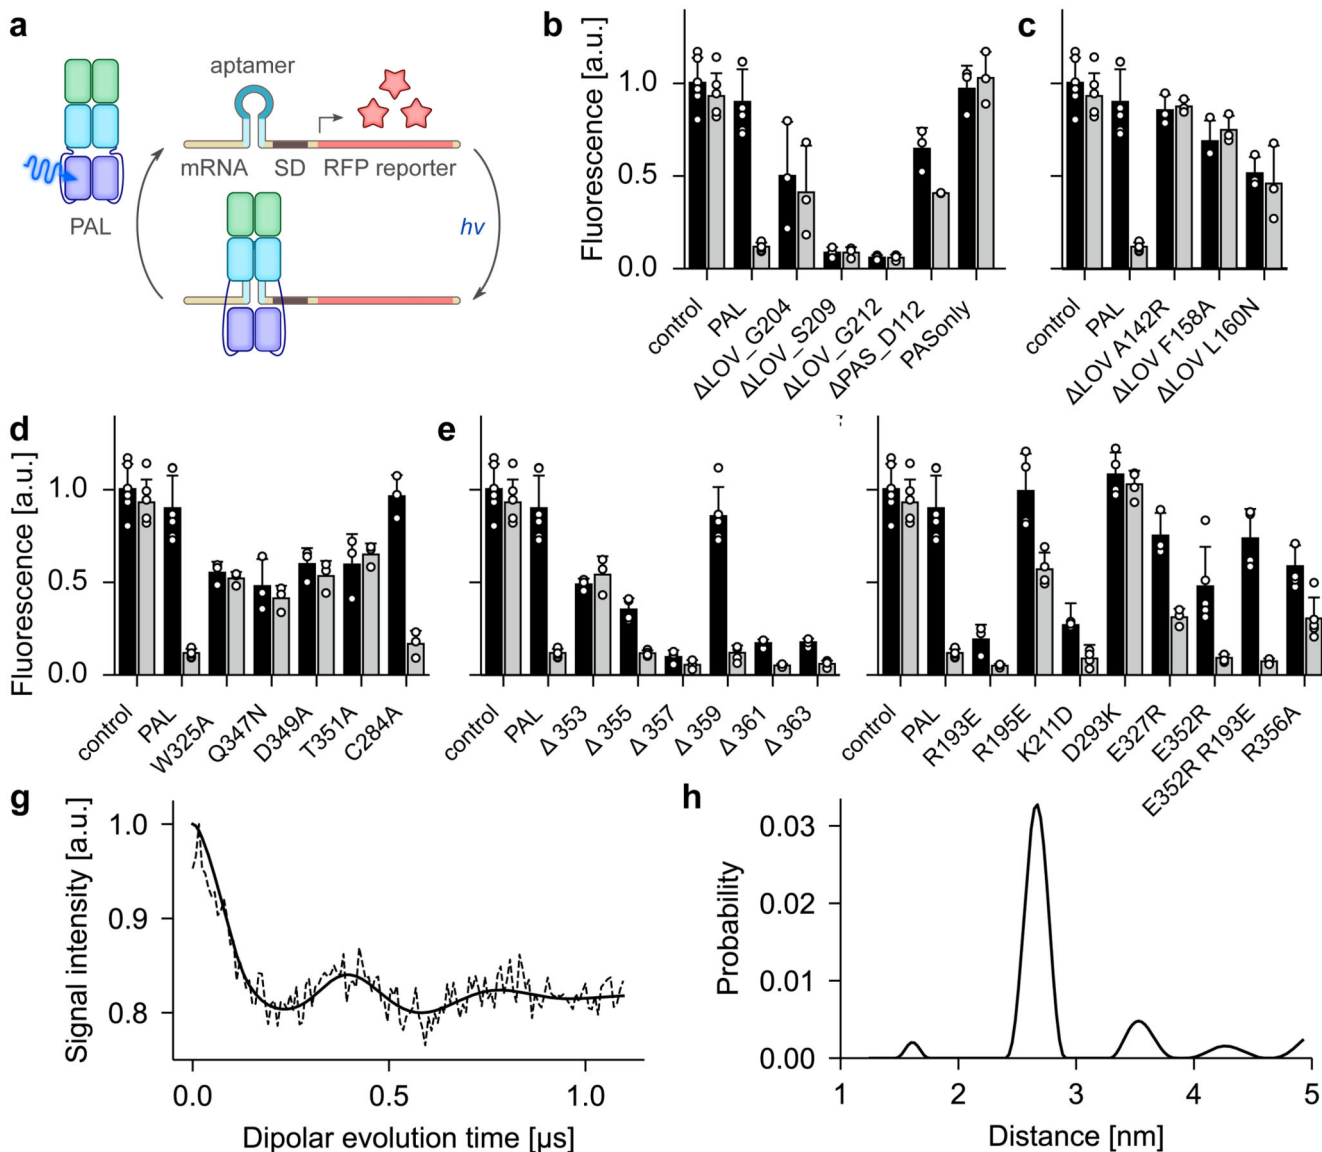 a
aptamer
mRNA
SD
RFP reporter
PAL
hν
b
Fluorescence [a.u.]
1.0
0.5
0.0
control
PAL
ΔLOV_G204
ΔLOV_S209
ΔLOV_G212
ΔPAS_D112
PASonly
c
control
PAL
ΔLOV A142R
ΔLOV F158A
ΔLOV L160N
d
Fluorescence [a.u.]
1.0
0.5
0.0
control
PAL
W325A
Q347N
D349A
T351A
C284A
e
control
PAL
Δ 353
Δ 355
Δ 357
Δ 359
Δ 361
Δ 363
control
PAL
R193E
R195E
K211D
D293K
E327R
E352R
E352R R193E
R356A
g
Signal intensity [a.u.]
1.0
0.9
0.8
0.0
0.5
1.0
Dipolar evolution time [µs]
h
Probability
0.03
0.02
0.01
0.00
1
2
3
4
5
Distance [nm]